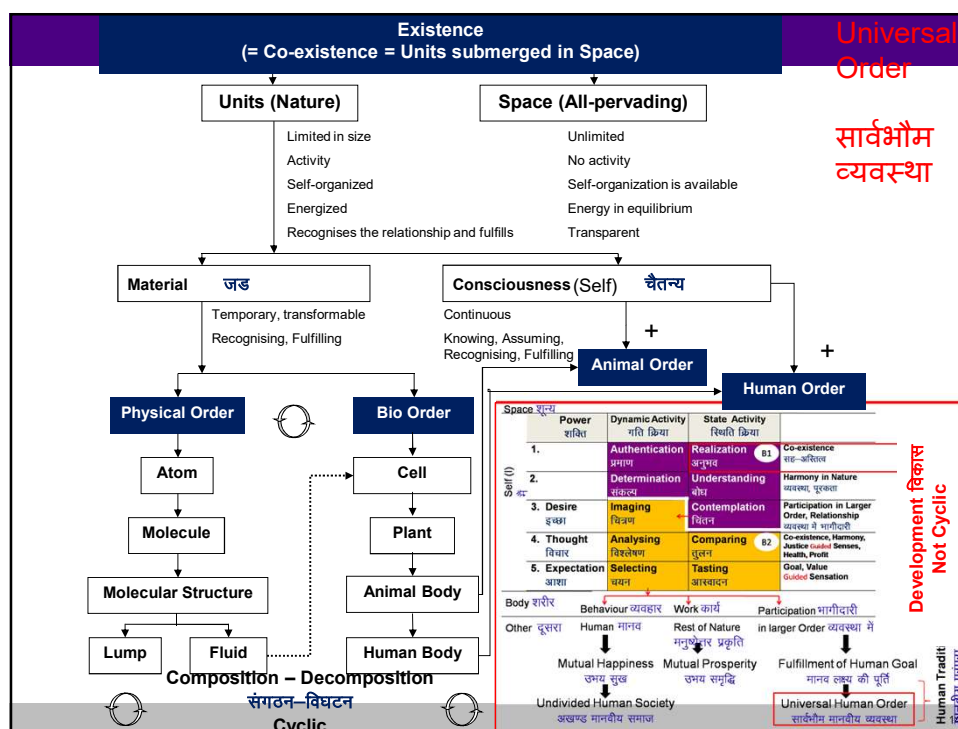 Existence
(= Co-existence = Units submerged in Space)
Universal
Order
सार्वभौम
व्यवस्था
Units (Nature)
Space (All-pervading)
Limited in size
Activity
Self-organized
Energized
Recognises the relationship and fulfills
Unlimited
No activity
Self-organization is available
Energy in equilibrium
Transparent
Material जड
Consciousness (Self) चैतन्य
Temporary, transformable
Recognising, Fulfilling
Continuous
Knowing, Assuming,
Recognising, Fulfilling
+
+
Animal Order
Human Order
Physical Order
Bio Order
Atom
Molecule
Molecular Structure
Lump
Fluid
Cell
Plant
Animal Body
Human Body
Composition – Decomposition
संगठन–विघटन
Cyclic
Space शून्य
Power Dynamic Activity State Activity
शक्ति गति क्रिया स्थिति क्रिया
Self (I)
1. Authentication Realization B1 Co-existence
प्रमाण अनुभव सह–अस्तित्व
2. Determination Understanding Harmony in Nature
संकल्प बोध व्यवस्था, पूरकता
3. Desire Imaging Contemplation Participation in Larger
Order, Relationship
इच्छा चित्रण चिंतन व्यवस्था में भागीदारी
4. Thought Analysing Comparing B2 Co-existence, Harmony,
Justice Guided Senses,
विचार विश्लेषण तुलन Health, Profit
5. Expectation Selecting Tasting Goal, Value
आशा चयन आस्वादन Guided Sensation
Body शरीर
Behaviour व्यवहार Work कार्य Participation भागीदारी
Other दूसरा Human मानव Rest of Nature in larger Order व्यवस्था में
मनुष्येत्तर प्रकृति
Mutual Happiness Mutual Prosperity Fulfillment of Human Goal
उभय सुख उभय समृद्धि मानव लक्ष्य की पूर्ति
Undivided Human Society Universal Human Order
अखण्ड मानवीय समाज सार्वभौम मानवीय व्यवस्था
Development विकास
Not Cyclic
Human Traditi